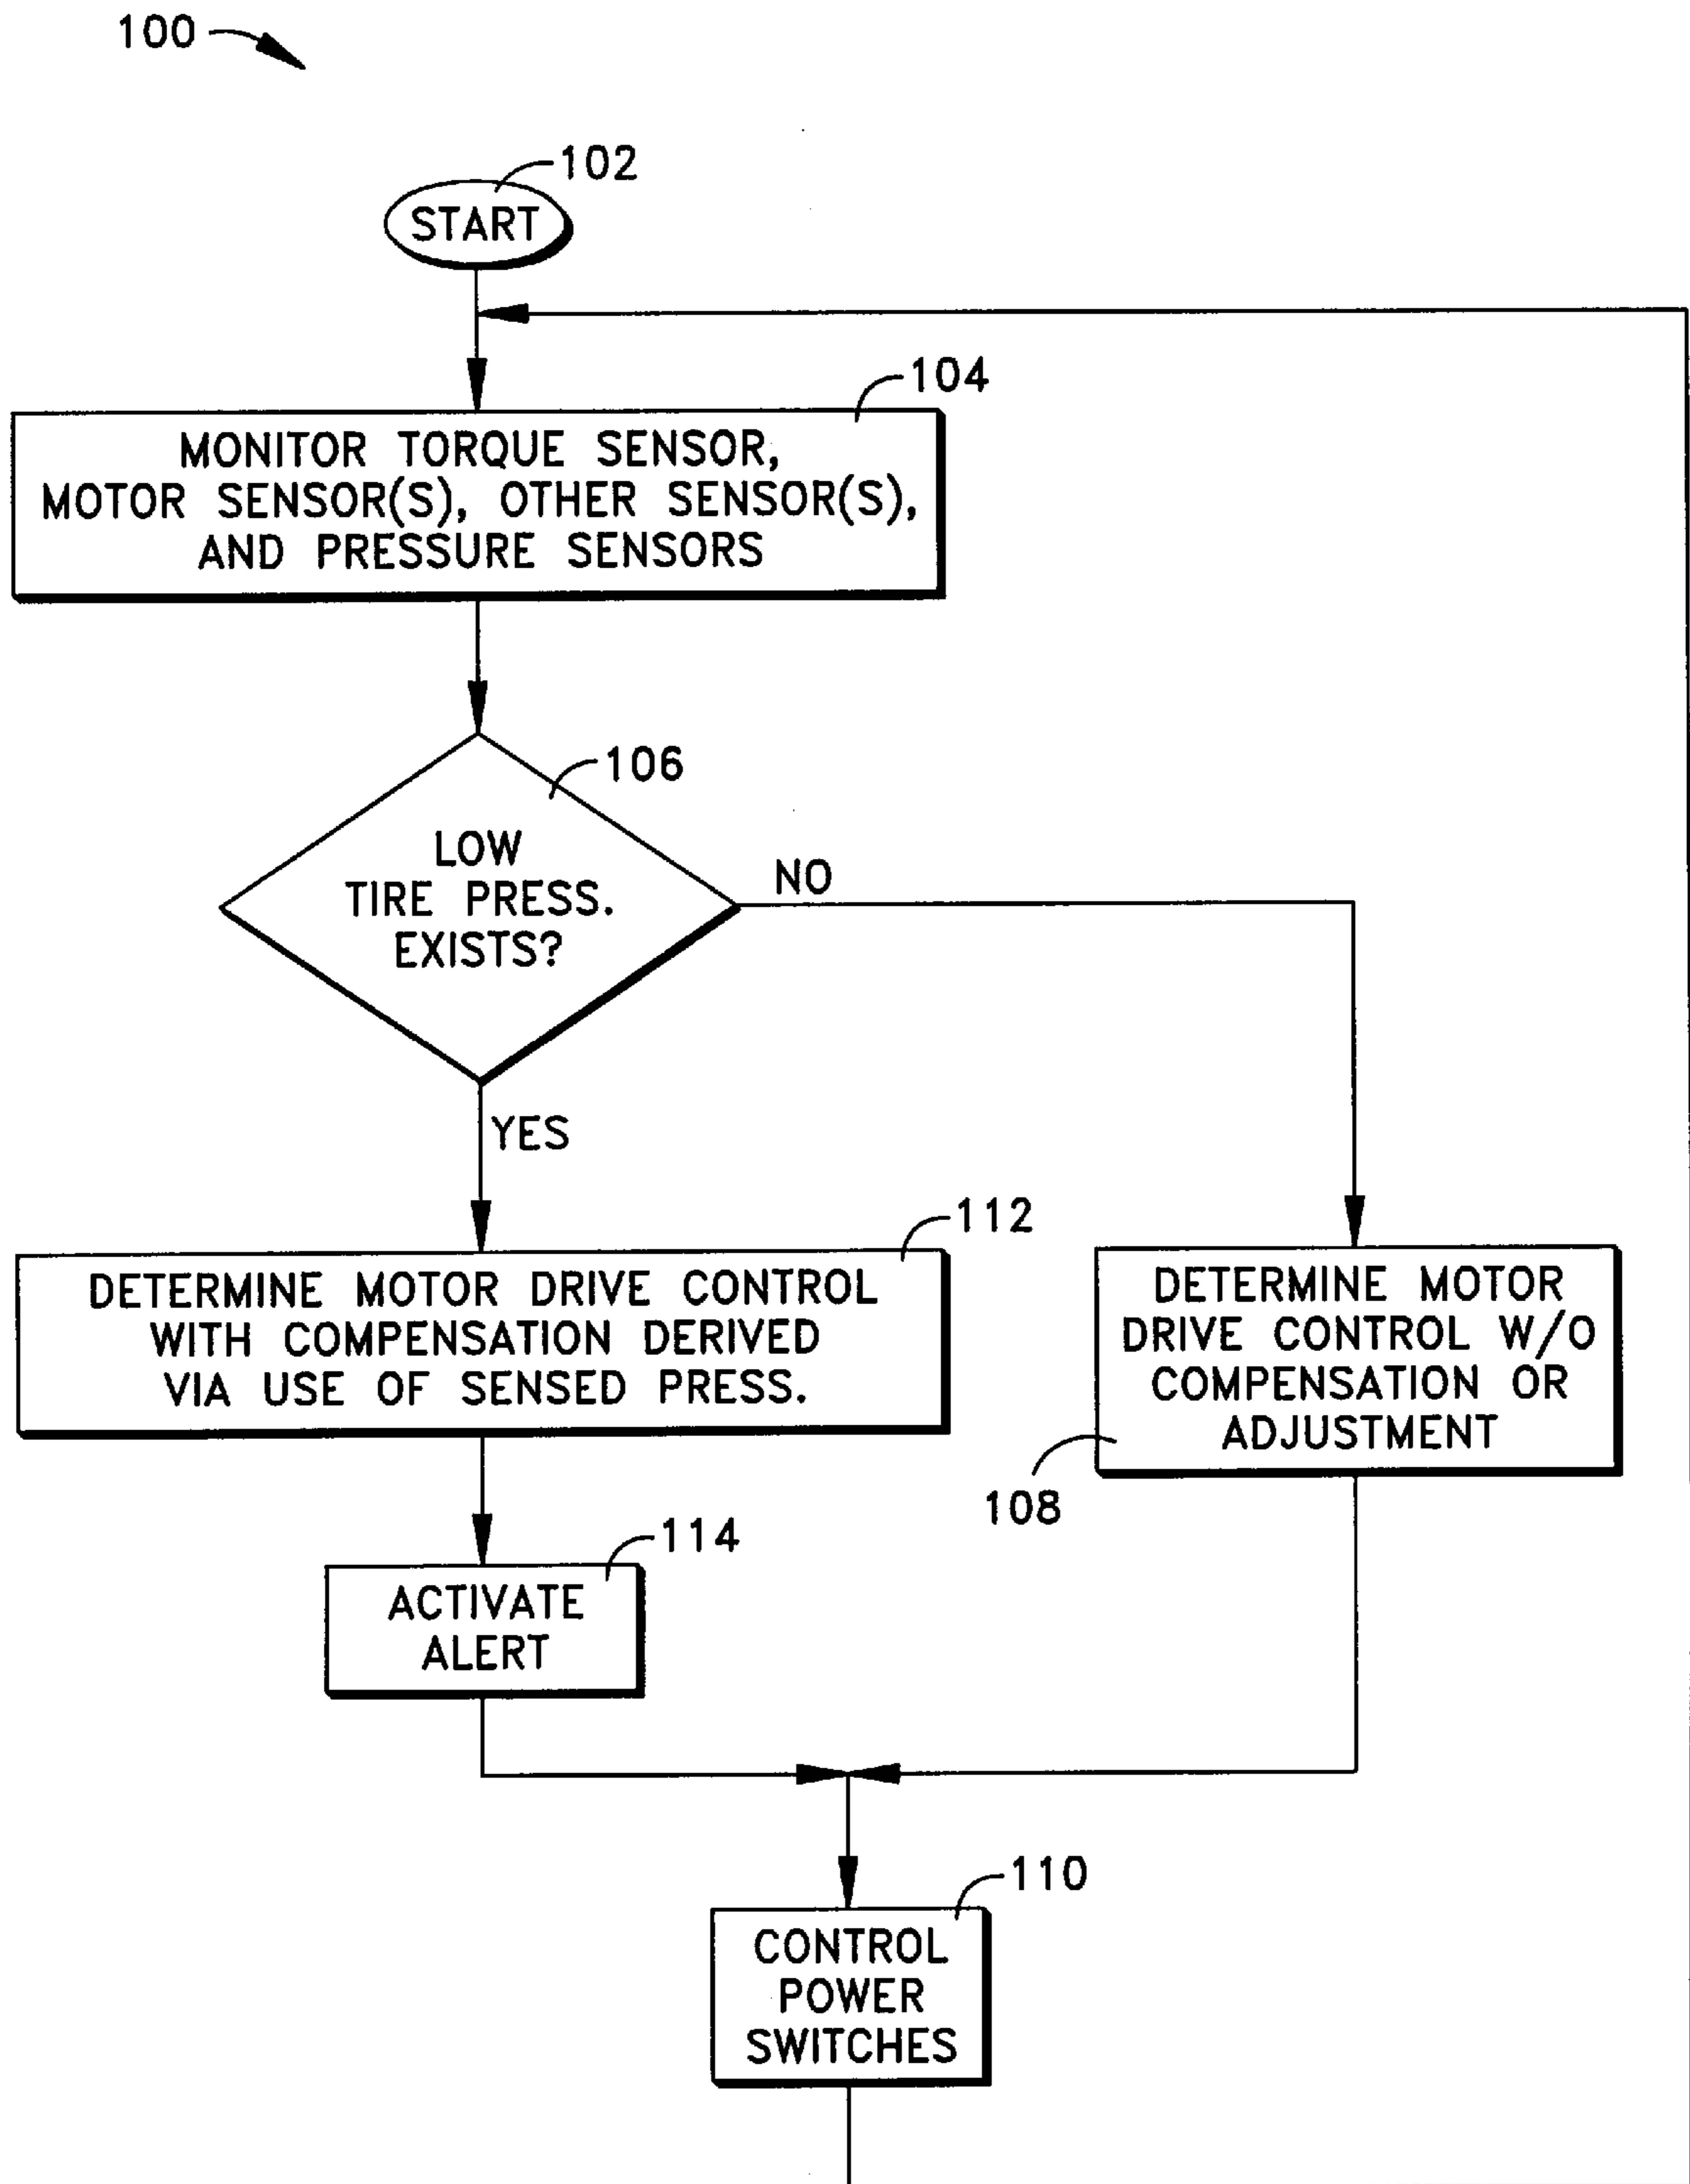 100
102
START
104
MONITOR TORQUE SENSOR,
MOTOR SENSOR(S), OTHER SENSOR(S),
AND PRESSURE SENSORS
106
LOW
TIRE PRESS.
EXISTS?
NO
YES
112
DETERMINE MOTOR DRIVE CONTROL
WITH COMPENSATION DERIVED
VIA USE OF SENSED PRESS.
DETERMINE MOTOR
DRIVE CONTROL W/O
COMPENSATION OR
ADJUSTMENT
108
114
ACTIVATE
ALERT
110
CONTROL
POWER
SWITCHES